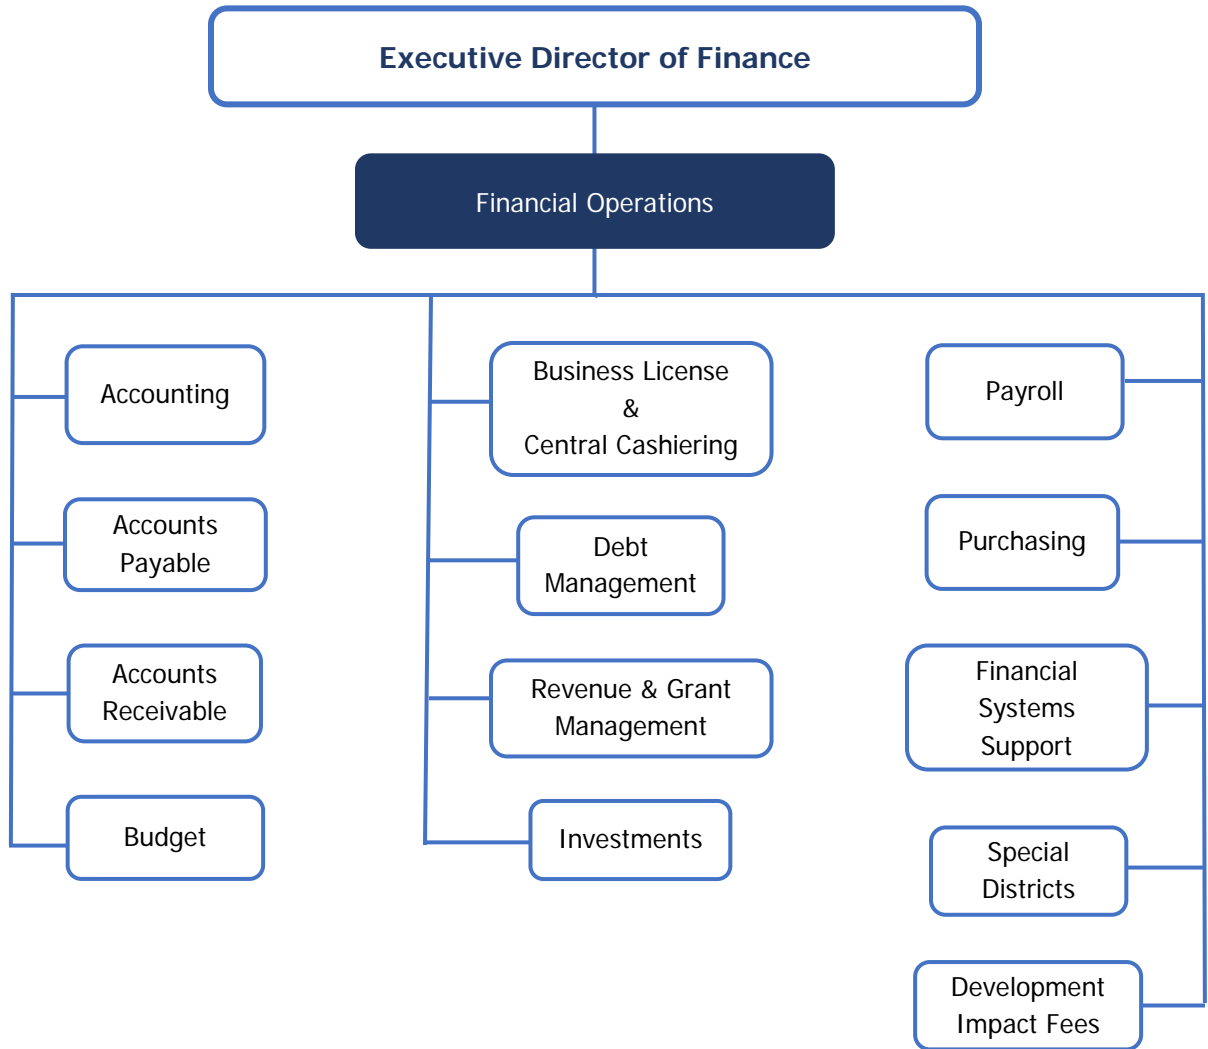 Executive Director of Finance
Financial Operations
Accounting
Accounts
Payable
Accounts
Receivable
Budget
Business License
&
Central Cashiering
Debt
Management
Revenue & Grant
Management
Investments
Payroll
Purchasing
Financial
Systems
Support
Special
Districts
Development
Impact Fees